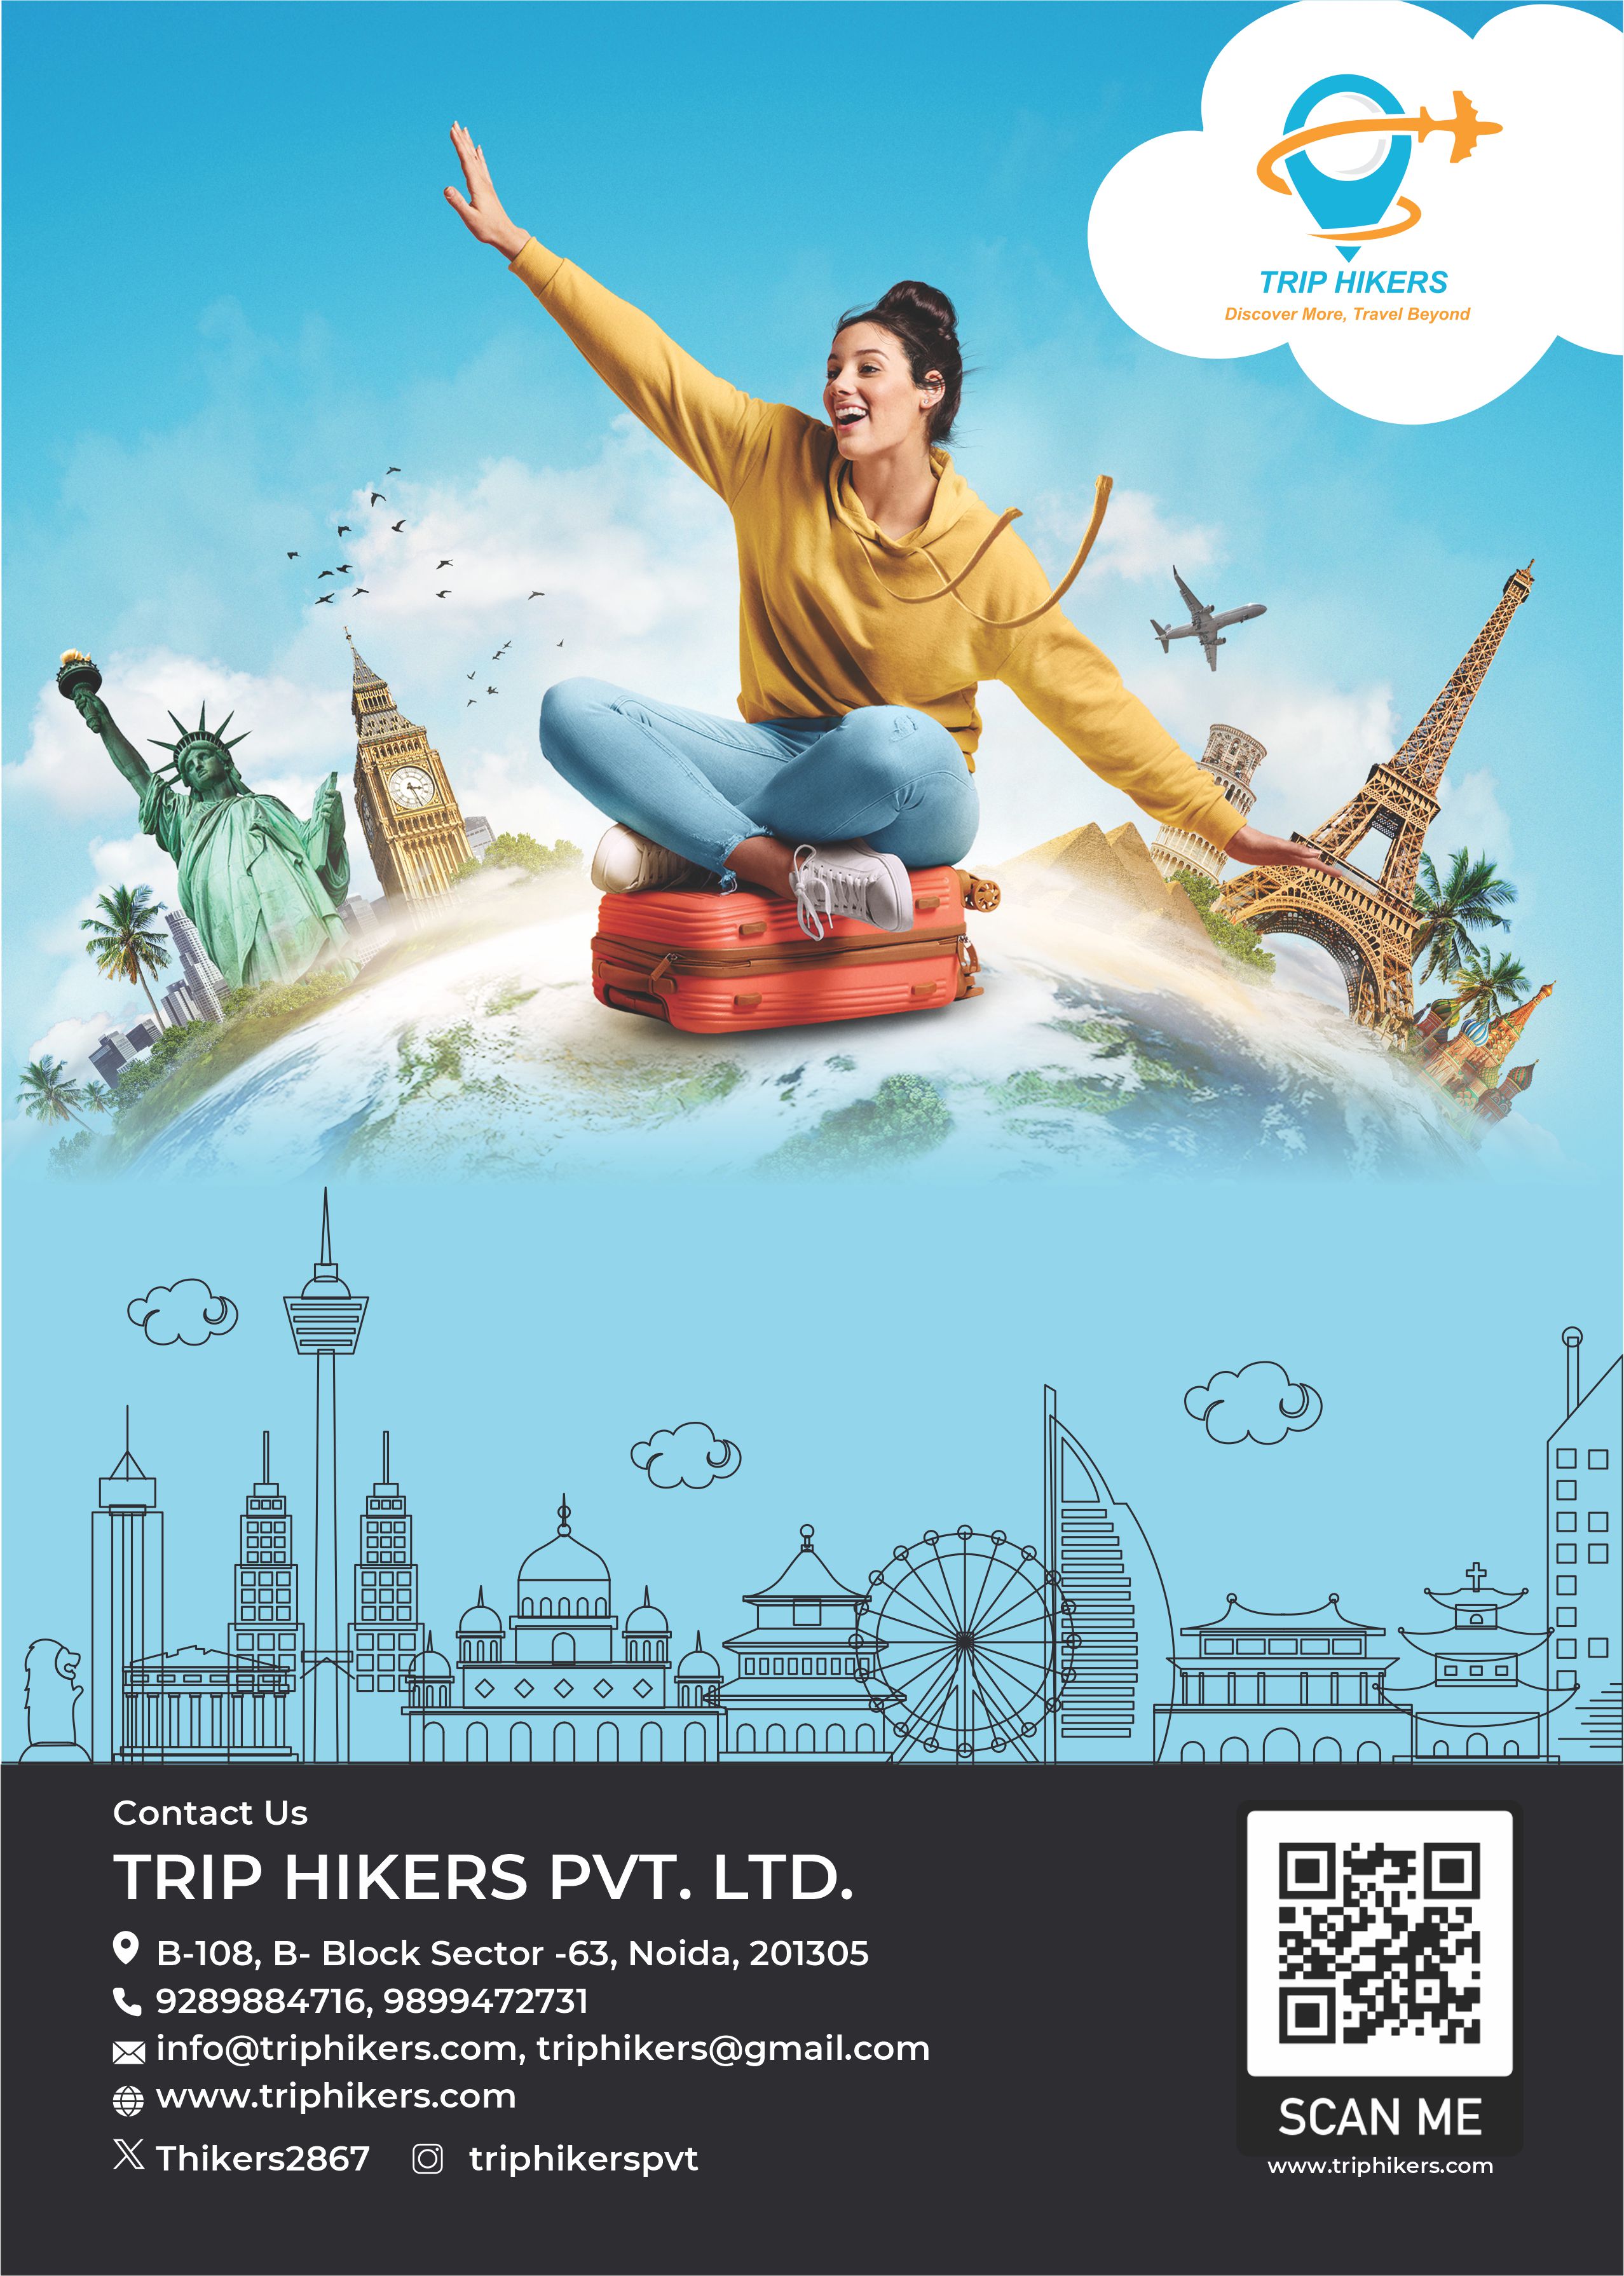 TRIP HIKERS
Discover More, Travel Beyond
Contact Us
TRIP HIKERS PVT. LTD.
B-108, B- Block Sector -63, Noida, 201305
9289884716, 9899472731
info@triphikers.com, triphikers@gmail.com
www.triphikers.com
Thikers2867 triphikerspvt
SCAN ME
www.triphikers.com